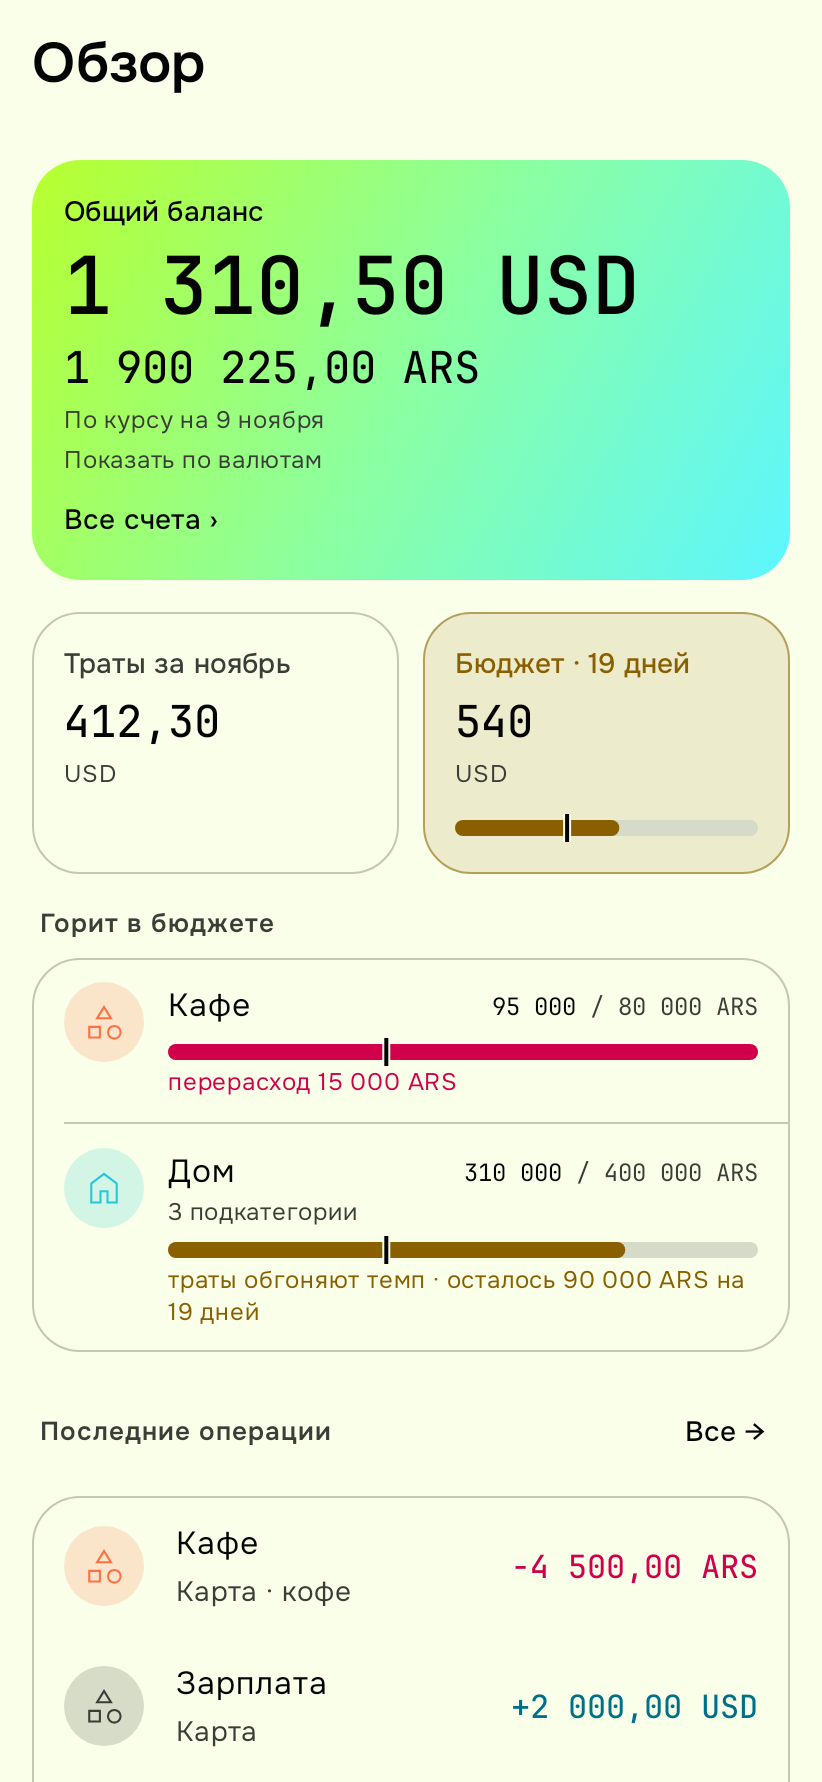 Обзор
Общий баланс
1 310,50 USD
1 900 225,00 ARS
По курсу на 9 ноября
Показать по валютам
Все счета ›
Траты за ноябрь
412,30
USD
Бюджет · 19 дней
540
USD
Горит в бюджете
Кафе
95 000 / 80 000 ARS
перерасход 15 000 ARS
Дом
310 000 / 400 000 ARS
3 подкатегории
траты обгоняют темп · осталось 90 000 ARS на
19 дней
Последние операции
Все →
Кафе
Карта · кофе
-4 500,00 ARS
Зарплата
Карта
+2 000,00 USD